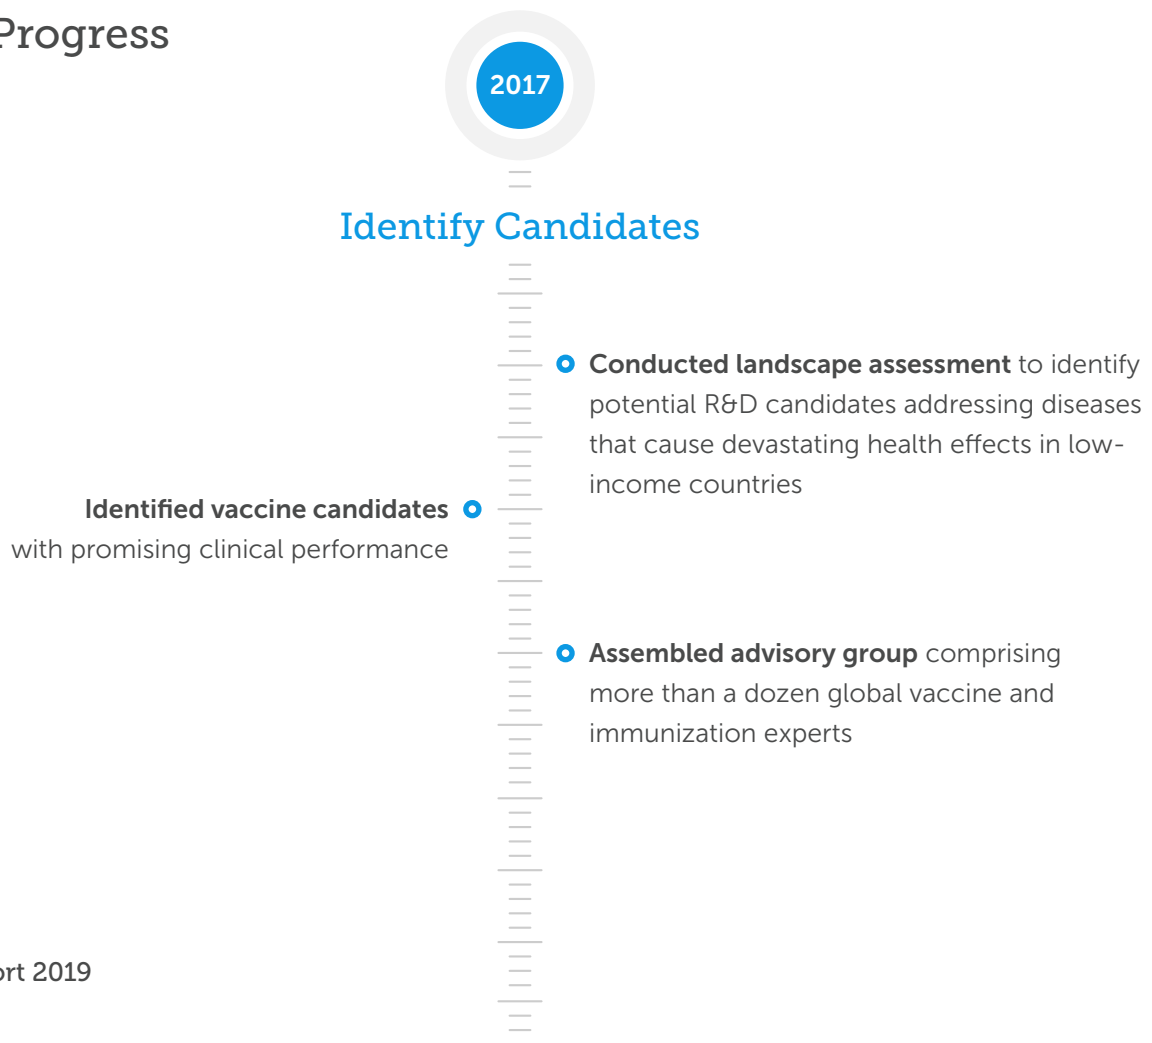 Progress
2017
Identify Candidates
Conducted landscape assessment to identify
potential R&D candidates addressing diseases
that cause devastating health effects in low-
income countries
Identified vaccine candidates
with promising clinical performance
Assembled advisory group comprising
more than a dozen global vaccine and
immunization experts
ort 2019